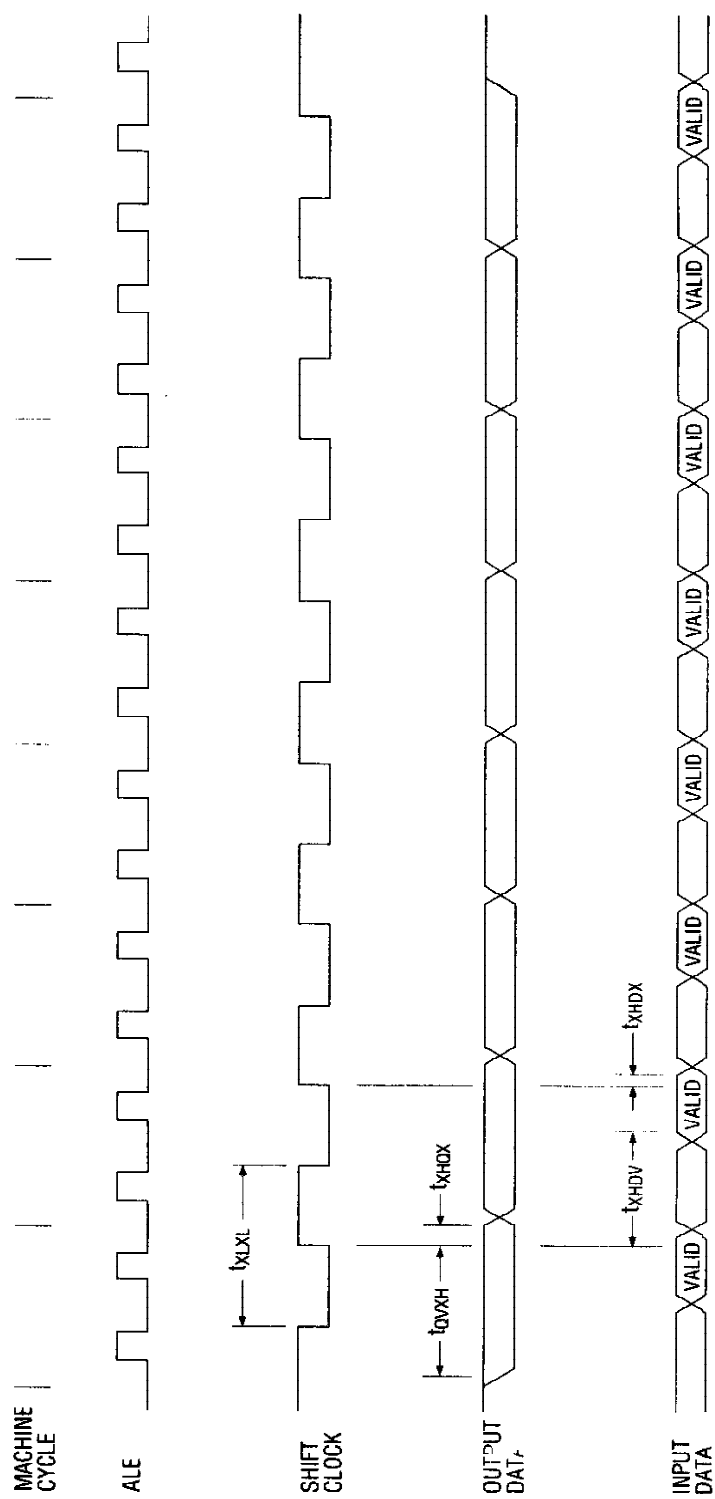 MACHINE
CYCLE
ALE
SHIFT
CLOCK
tXLXL
OUTPUT
DATA
tQVXH
tXHQX
INPUT
DATA
tXHDV
tXHDX
VALID
VALID
VALID
VALID
VALID
VALID
VALID
VALID